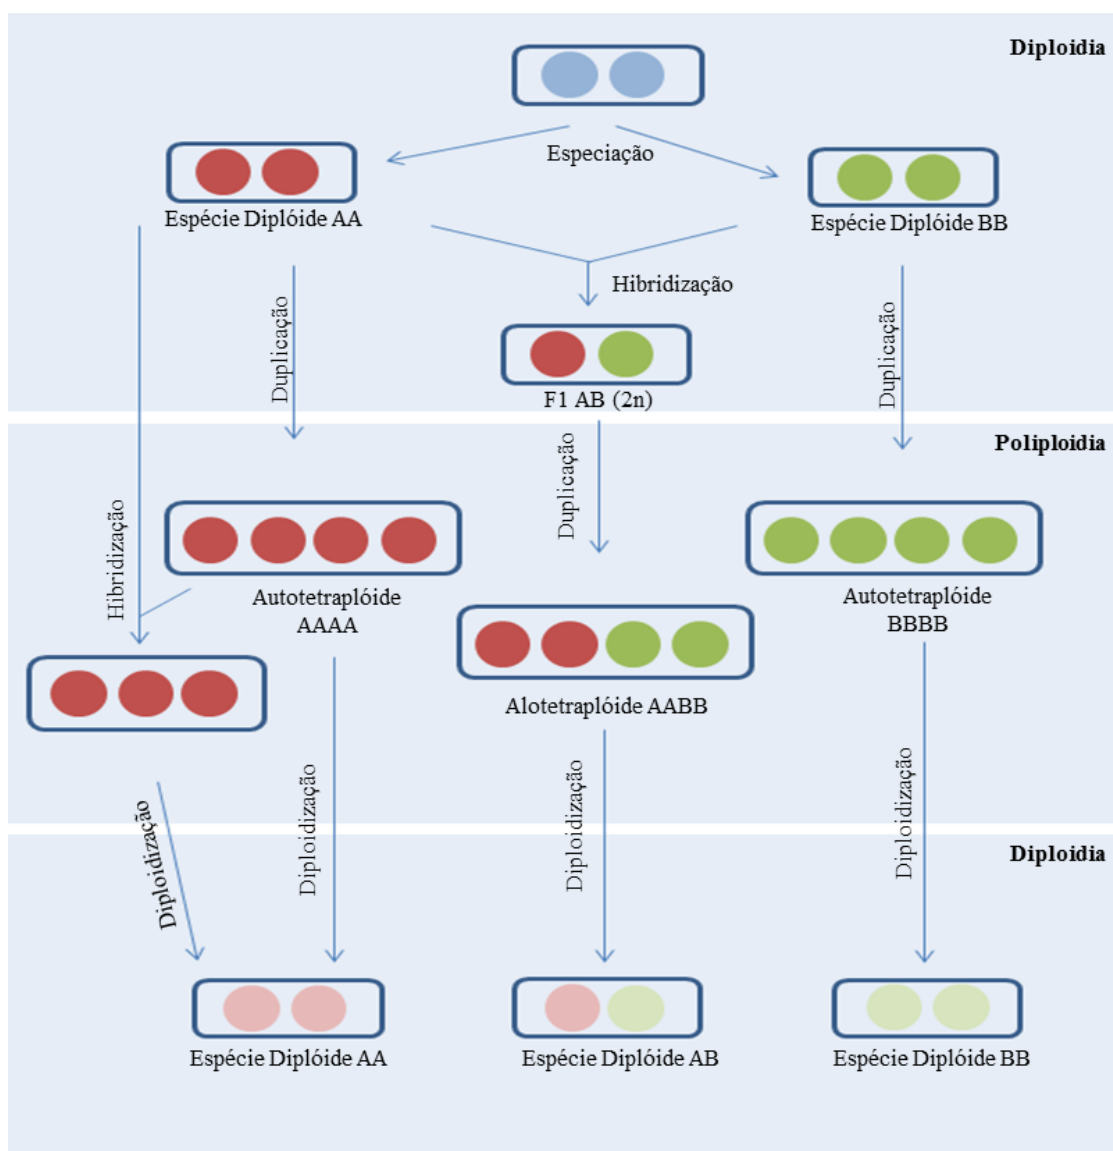 Diploidia
Especiação
Espécie Diplóide AA
Espécie Diplóide BB
Hibridização
Duplicação
Duplicação
F1 AB (2n)
Poliploidia
Duplicação
Hibridização
Autotetraplóide
AAAA
Autotetraplóide
BBBB
Alotetraplóide AABB
Diploidização
Diploidização
Diploidização
Diploidização
Diploidia
Espécie Diplóide AA
Espécie Diplóide AB
Espécie Diplóide BB